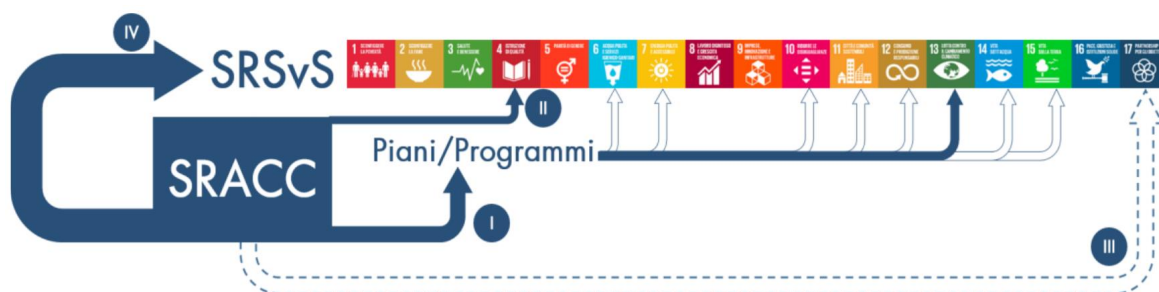 IV
SRSvS
1 SCONFIGGERE LA POVERTÀ
2 SCONFIGGERE LA FAME
3 SALUTE E BENESSERE
4 ISTRUZIONE DI QUALITÀ
5 PARITÀ DI GENERE
6 ACQUA PULITA E SERVIZI IGIENICO-SANITARI
7 ENERGIA PULITA E ACCESSIBILE
8 LAVORO DIGNITOSO E CRESCITA ECONOMICA
9 IMPRESE, INNOVAZIONE E INFRASTRUTTURE
10 RIDURRE LE DISUGUAGLIANZE
11 CITTÀ E COMUNITÀ SOSTENIBILI
12 CONSUMO E PRODUZIONE RESPONSABILI
13 LOTTA CONTRO IL CAMBIAMENTO CLIMATICO
14 VITA SOTT'ACQUA
15 VITA SULLA TERRA
16 PACE, GIUSTIZIA E ISTITUZIONI SOLIDE
17 PARTNERSHIP PER GLI OBIETTIVI
II
Piani/Programmi
SRACC
I
III